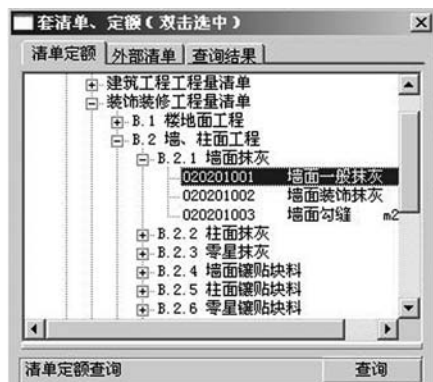 套清单、定额(双击选中)
清单定额 外部清单 查询结果
建筑工程工程量清单
装饰装修工程量清单
B.1 楼地面工程
B.2 墙、柱面工程
B.2.1 墙面抹灰
020201001 墙面一般抹灰
020201002 墙面装饰抹灰
020201003 墙面勾缝 m2
B.2.2 柱面抹灰
B.2.3 零星抹灰
B.2.4 墙面镶贴块料
B.2.5 柱面镶贴块料
B.2.6 零星镶贴块料
清单定额查询 查询